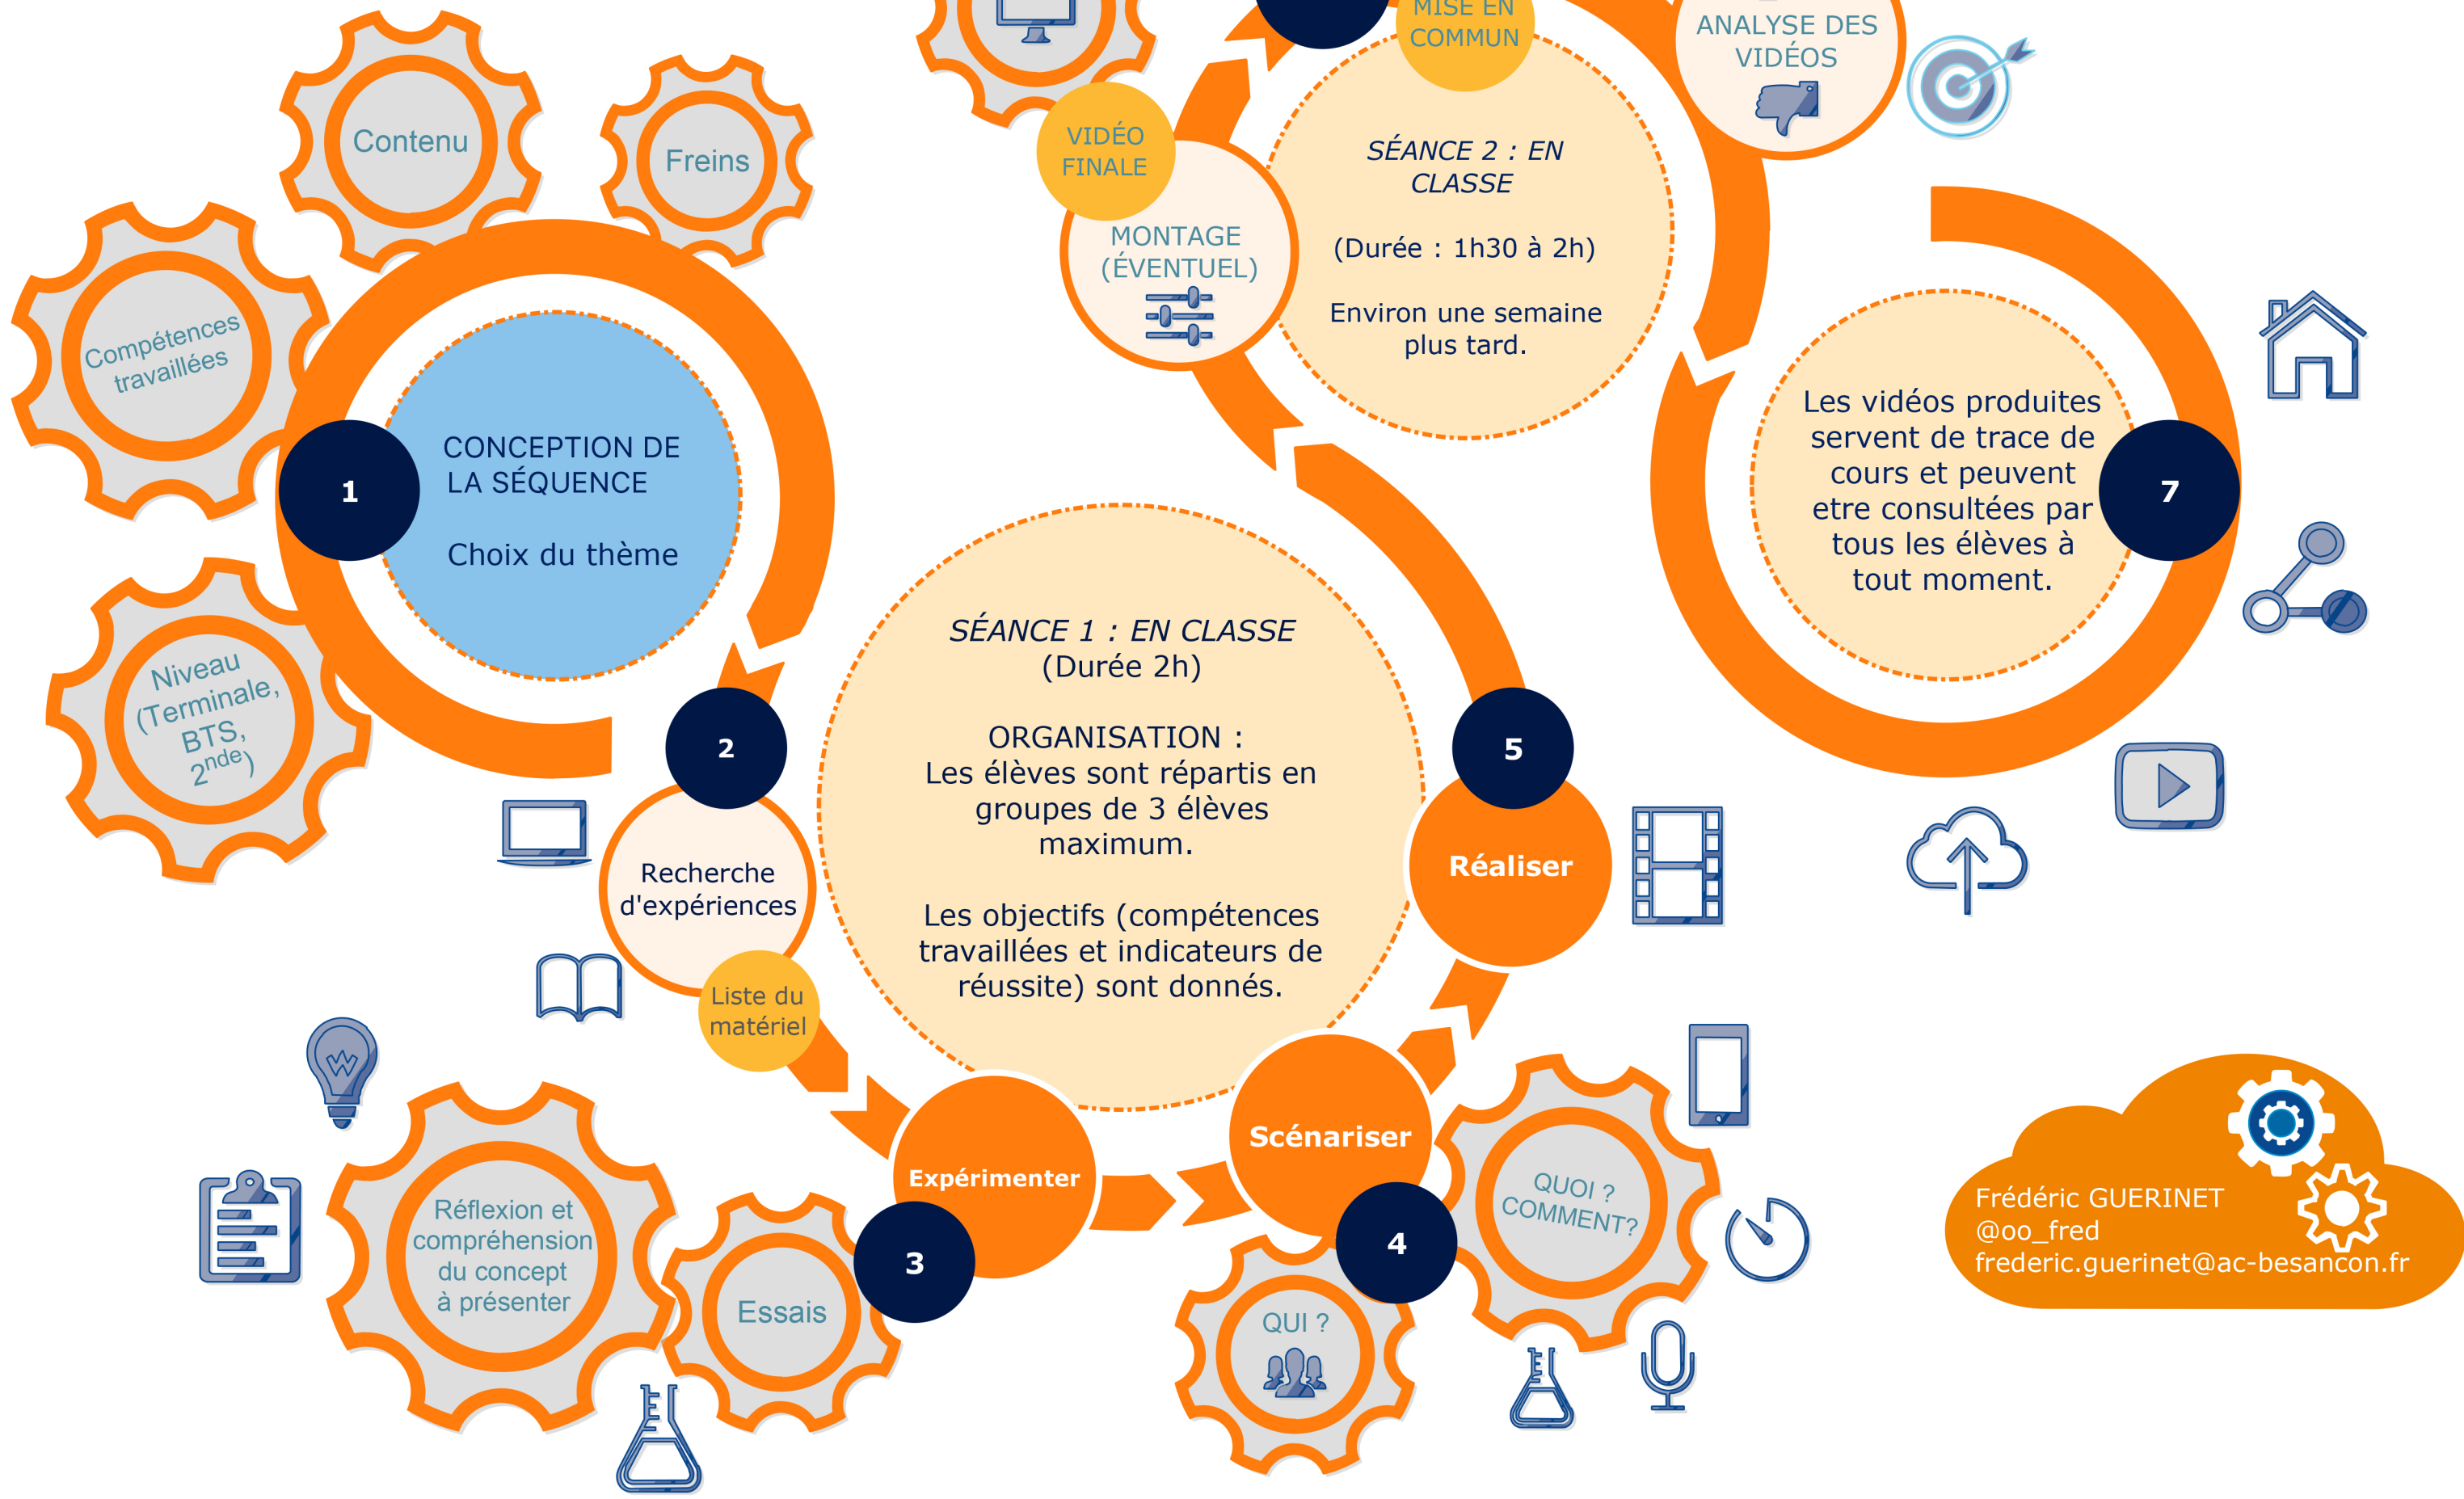 Contenu
Freins
Compétences
travaillées
Niveau
(Terminale,
BTS,
2nde)
1
CONCEPTION DE
LA SÉQUENCE
Choix du thème
2
Recherche
d'expériences
Liste du
matériel
Réflexion et
compréhension
du concept
à présenter
Essais
3
Expérimenter
SÉANCE 1 : EN CLASSE
(Durée 2h)
ORGANISATION :
Les élèves sont répartis en
groupes de 3 élèves
maximum.
Les objectifs (compétences
travaillées et indicateurs de
réussite) sont donnés.
Scénariser
4
QUI ?
QUOI ?
COMMENT?
5
Réaliser
VIDÉO
FINALE
MONTAGE
(ÉVENTUEL)
MISE EN
COMMUN
SÉANCE 2 : EN
CLASSE
(Durée : 1h30 à 2h)
Environ une semaine
plus tard.
ANALYSE DES
VIDÉOS
Les vidéos produites
servent de trace de
cours et peuvent
etre consultées par
tous les élèves à
tout moment.
7
Frédéric GUERINET
@oo_fred
frederic.guerinet@ac-besancon.fr